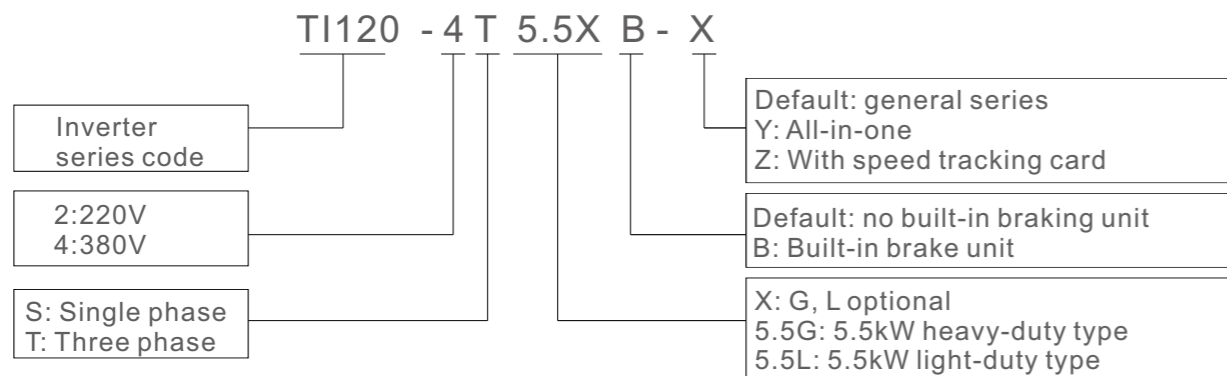 TI120 -4 T 5.5X B - X
Inverter
series code
2:220V
4:380V
S: Single phase
T: Three phase
Default: general series
Y: All-in-one
Z: With speed tracking card
Default: no built-in braking unit
B: Built-in brake unit
X: G, L optional
5.5G: 5.5kW heavy-duty type
5.5L: 5.5kW light-duty type